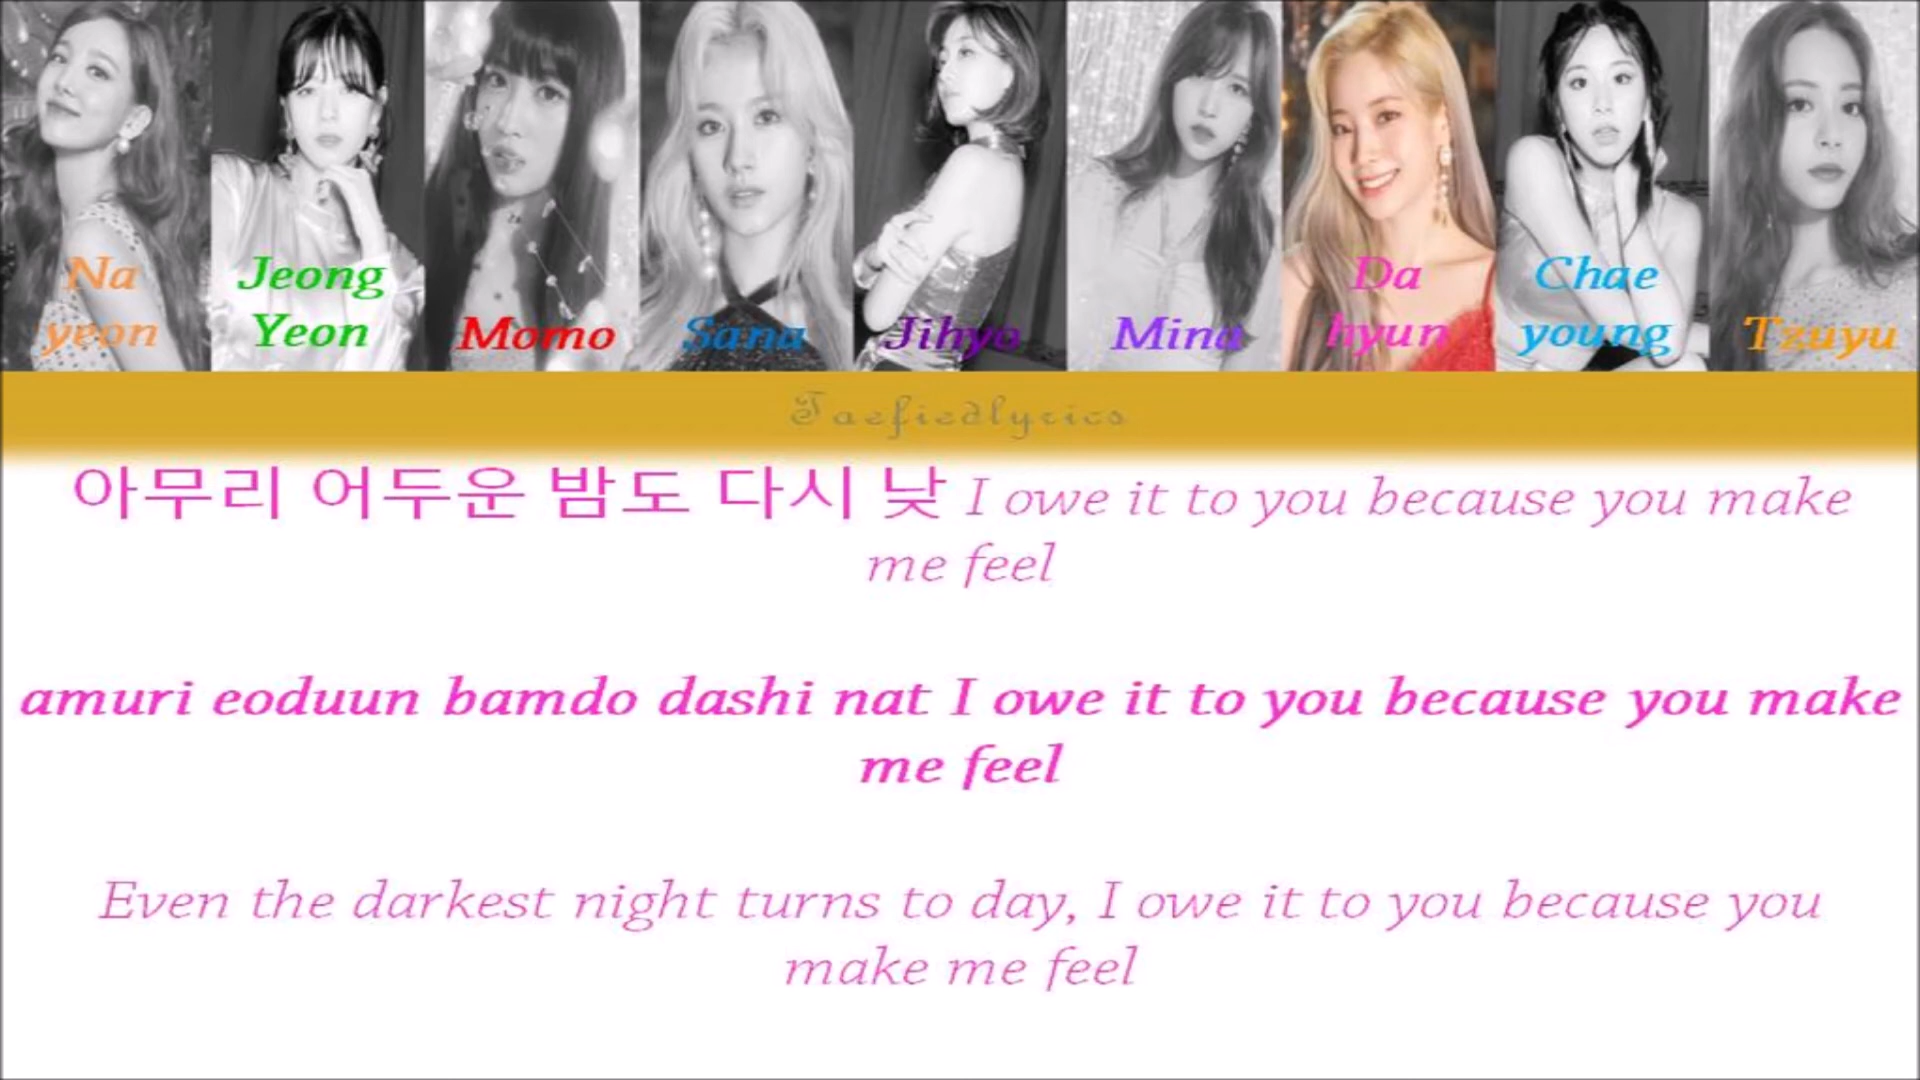 Na
yeon
Jeong
Yeon
Momo
Sana
Jihyo
Mina
Da
hyun
Chae
young
Tzuyu
Taefiedlyrics
아무리 어두운 밤도 다시 낮 I owe it to you because you make
me feel
amuri eoduun bamdo dashi nat I owe it to you because you make
me feel
Even the darkest night turns to day, I owe it to you because you
make me feel